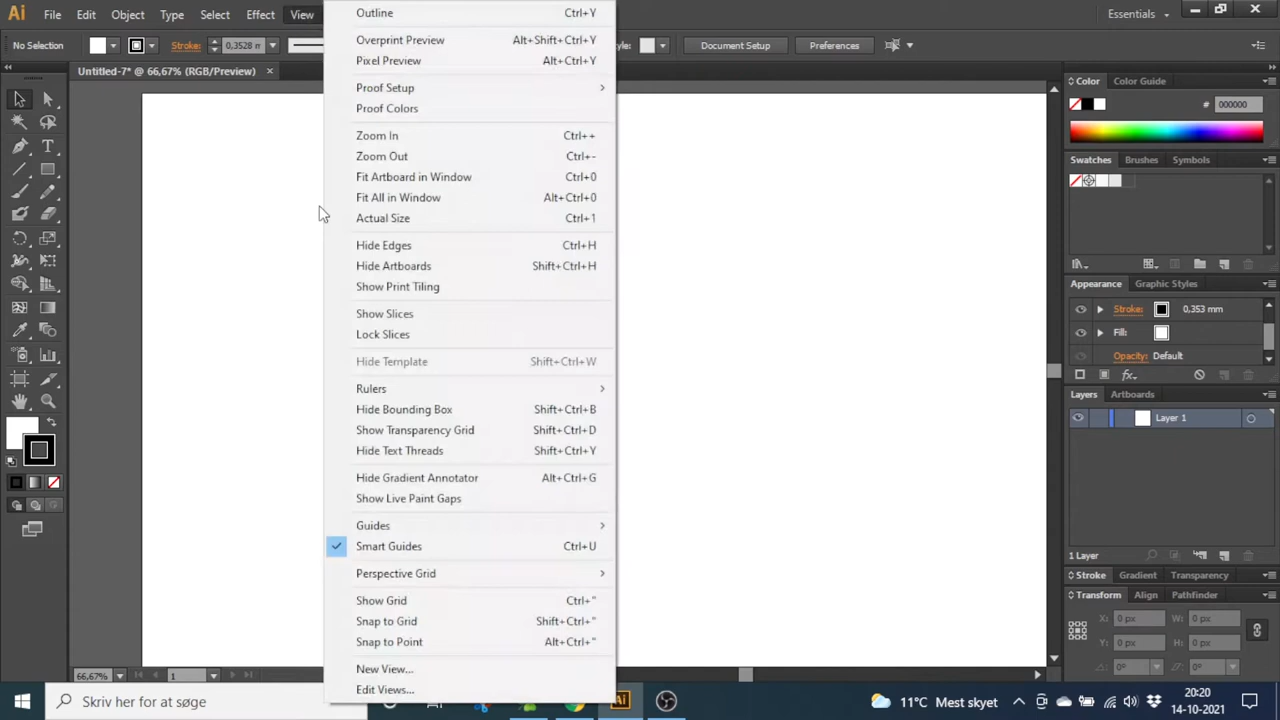 Ai File Edit Object Type Select Effect View Essentials
No Selection Stroke: 0,3528 m Document Setup Preferences
Untitled-7* @ 66,67% (RGB/Preview)
Outline Ctrl+Y
Overprint Preview Alt+Shift+Ctrl+Y
Pixel Preview Alt+Ctrl+Y
Proof Setup
Proof Colors
Zoom In Ctrl++
Zoom Out Ctrl+-
Fit Artboard in Window Ctrl+0
Fit All in Window Alt+Ctrl+0
Actual Size Ctrl+1
Hide Edges Ctrl+H
Hide Artboards Shift+Ctrl+H
Show Print Tiling
Show Slices
Lock Slices
Hide Template Shift+Ctrl+W
Rulers
Hide Bounding Box Shift+Ctrl+B
Show Transparency Grid Shift+Ctrl+D
Hide Text Threads Shift+Ctrl+Y
Hide Gradient Annotator Alt+Ctrl+G
Show Live Paint Gaps
Guides
Smart Guides Ctrl+U
Perspective Grid
Show Grid Ctrl+"
Snap to Grid Shift+Ctrl+"
Snap to Point Alt+Ctrl+"
New View...
Edit Views...
Color Color Guide
# 000000
Swatches Brushes Symbols
Appearance Graphic Styles
Stroke: 0,353 mm
Fill:
Opacity: Default
fx
Layers Artboards
Layer 1
1 Layer
Stroke Gradient Transparency
Transform Align Pathfinder
X: 0 px W: 0 px
Y: 0 px H: 0 px
0° 0°
66,67% 1
Skriv her for at søge Ai 11°C Mest skyet 20:20
14-10-2021